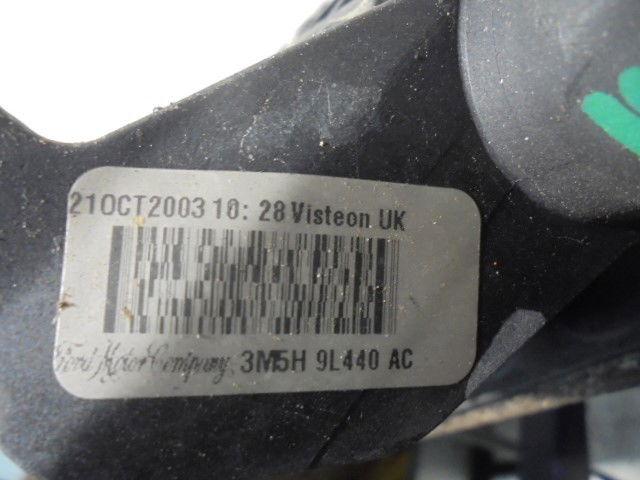 21OCT2003 10: 28 Visteon UK
Ford Motor Company 3M5H 9L440 AC